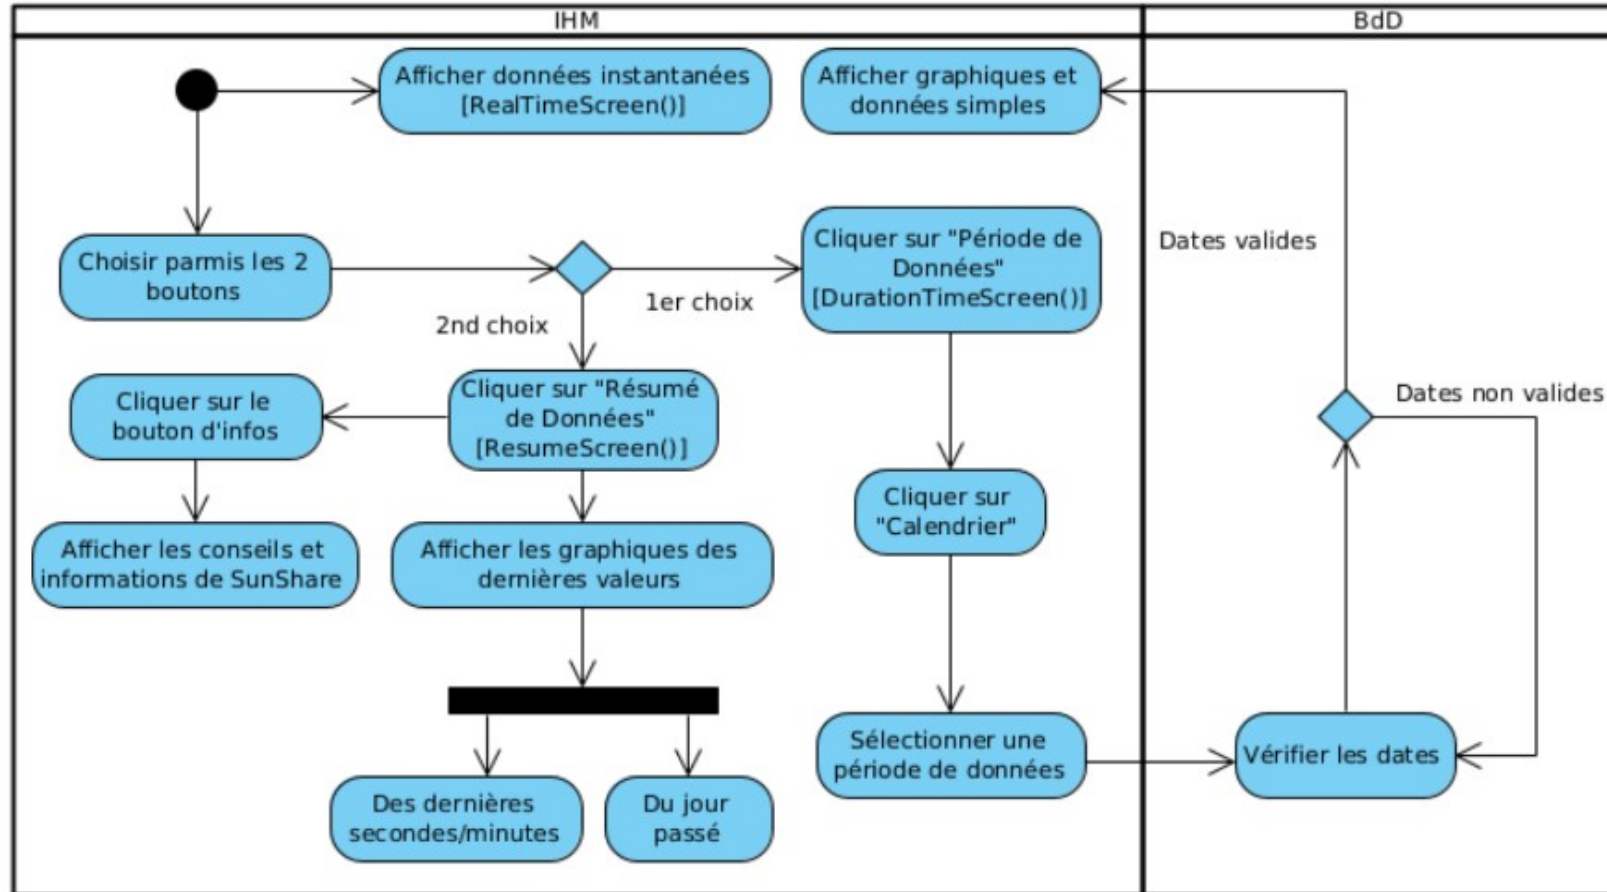 IHM
BdD
Afficher données instantanées
[RealTimeScreen()]
Afficher graphiques et
données simples
Choisir parmis les 2
boutons
1er choix
2nd choix
Cliquer sur "Période de
Données"
[DurationTimeScreen()]
Dates valides
Dates non valides
Cliquer sur le
bouton d'infos
Cliquer sur "Résumé
de Données"
[ResumeScreen()]
Cliquer sur
"Calendrier"
Afficher les conseils et
informations de SunShare
Afficher les graphiques des
dernières valeurs
Sélectionner une
période de données
Vérifier les dates
Des dernières
secondes/minutes
Du jour
passé